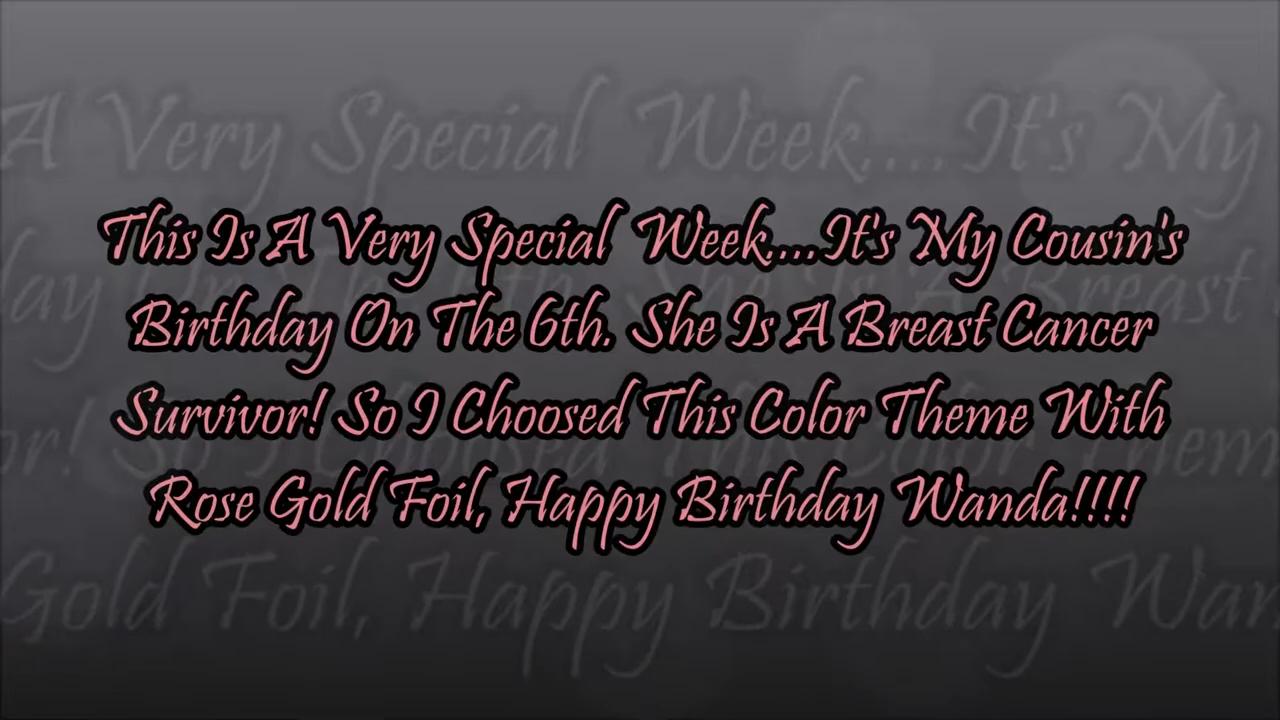 This Is A Very Special Week....It's My Cousin's
Birthday On The 6th. She Is A Breast Cancer
Survivor! So I Choosed This Color Theme With
Rose Gold Foil, Happy Birthday Wanda!!!!